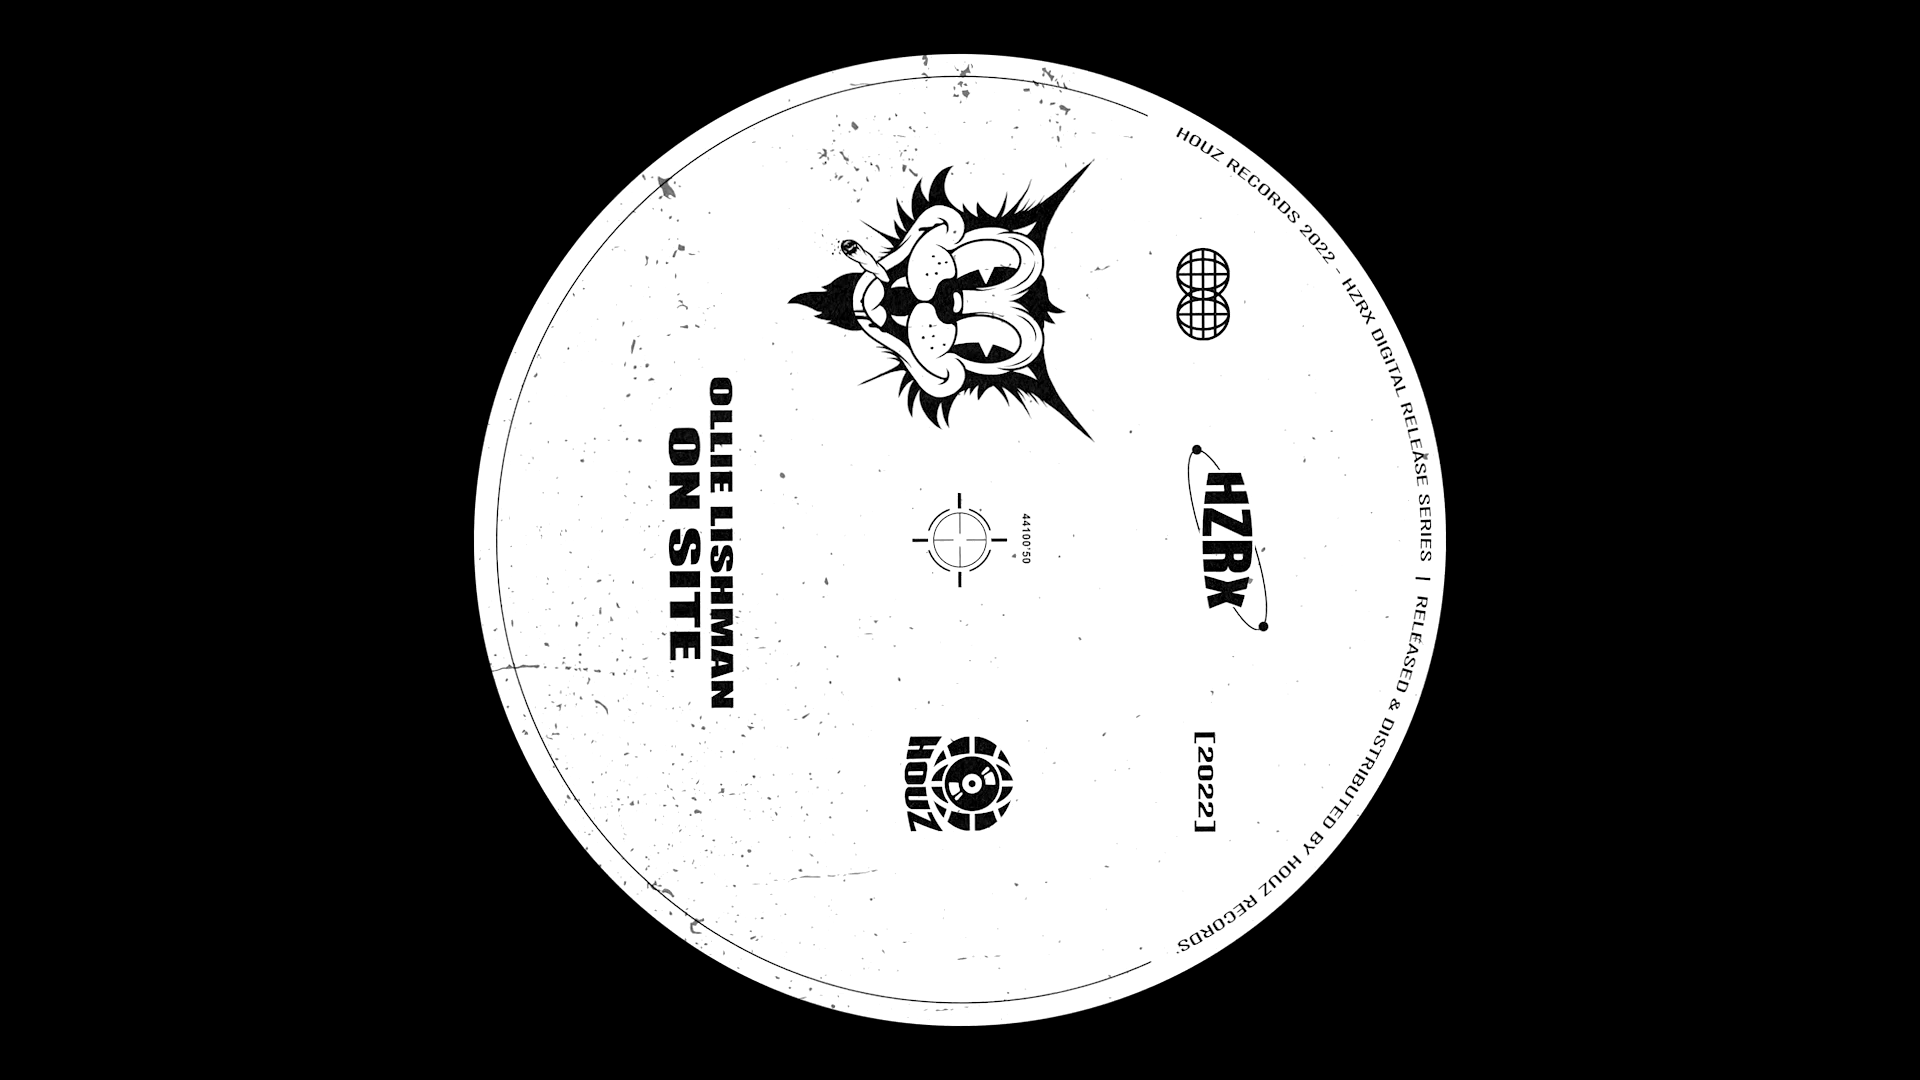 HOUZ RECORDS 2022 - HZRX DIGITAL RELEASE SERIES | RELEASED & DISTRIBUTED BY HOUZ RECORDS
HZRX
[2022]
44100'50
HOUZ
OLLIE LISHMAN
ON SITE